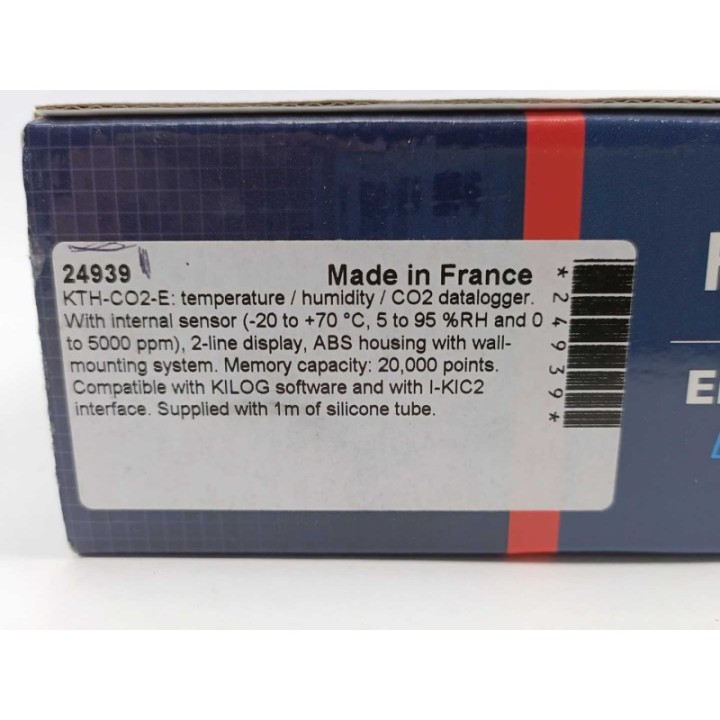 24939 Made in France
KTH-CO2-E: temperature / humidity / CO2 datalogger.
With internal sensor (-20 to +70 °C, 5 to 95 %RH and 0
to 5000 ppm), 2-line display, ABS housing with wall-
mounting system. Memory capacity: 20,000 points.
Compatible with KILOG software and with I-KIC2
interface. Supplied with 1m of silicone tube.
*24939*